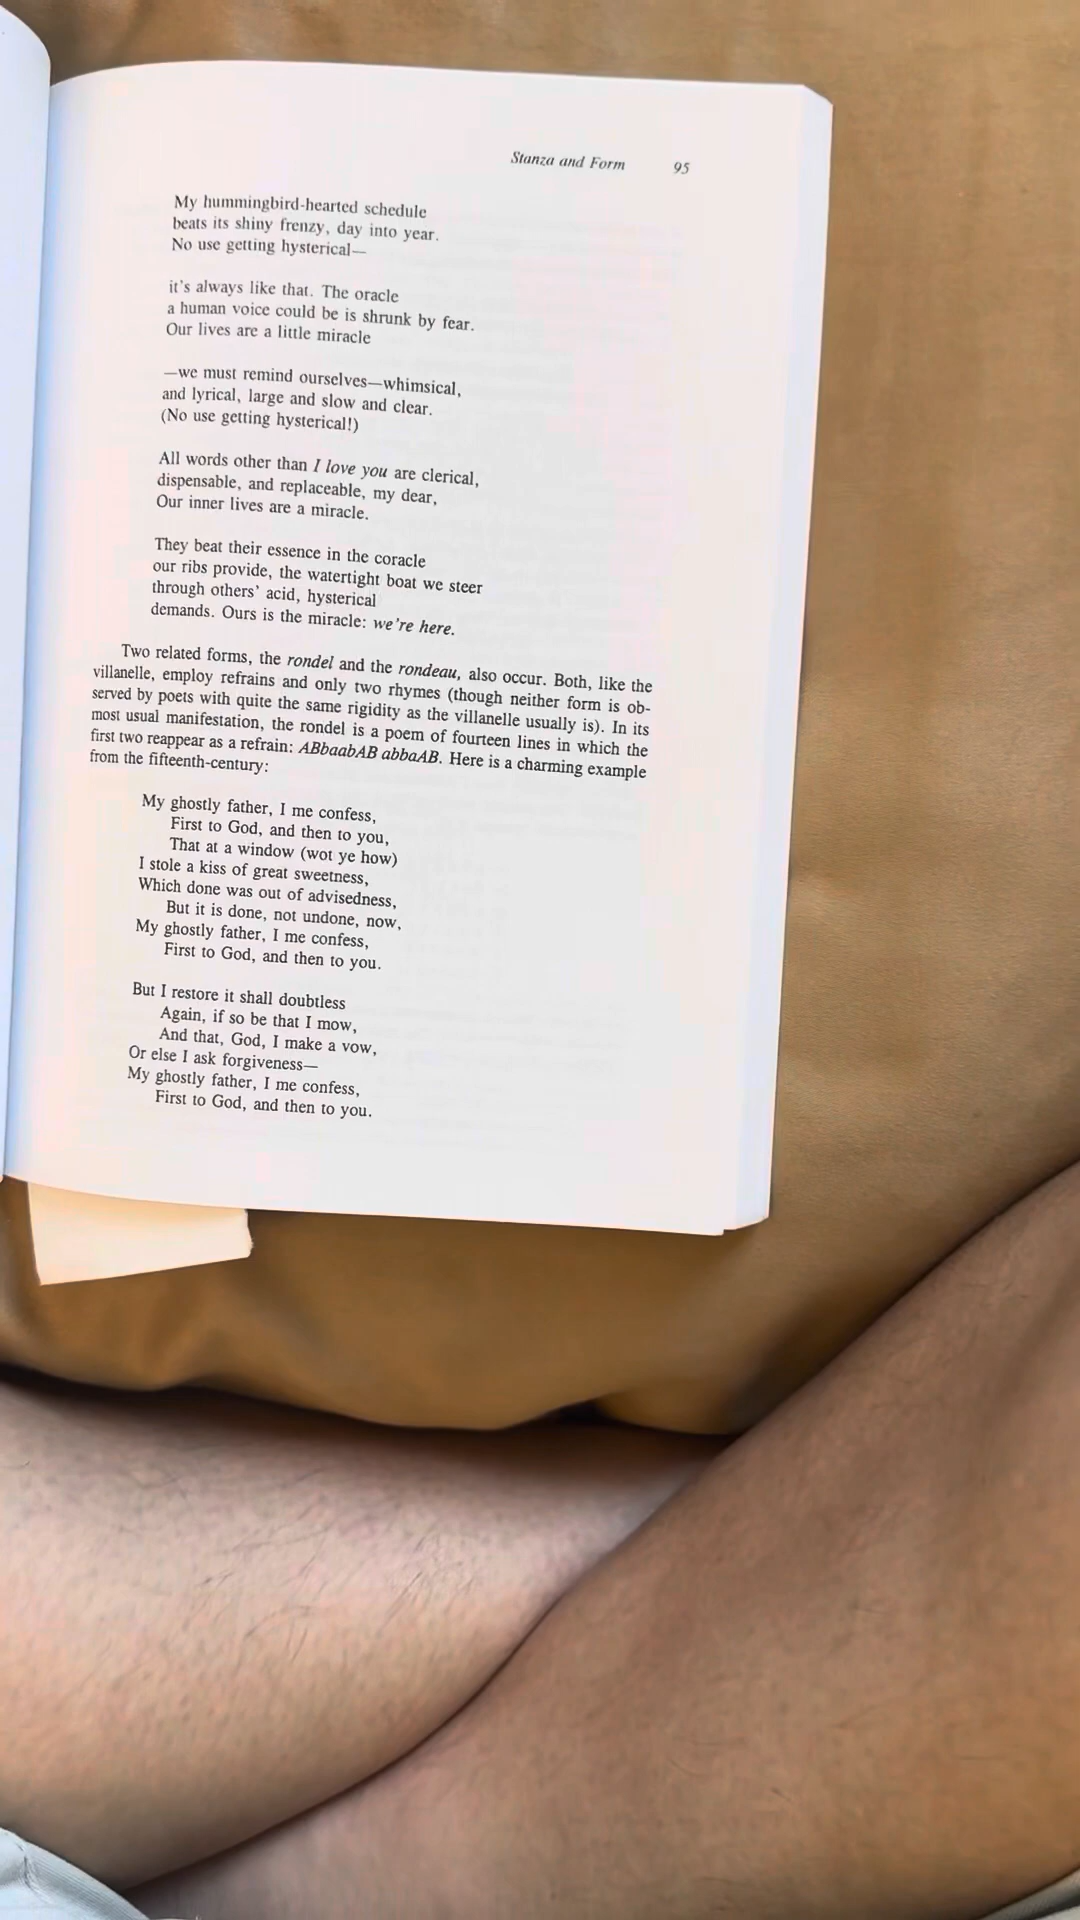 Stanza and Form 95
My hummingbird-hearted schedule
beats its shiny frenzy, day into year.
No use getting hysterical—
it's always like that. The oracle
a human voice could be is shrunk by fear.
Our lives are a little miracle
—we must remind ourselves—whimsical,
and lyrical, large and slow and clear.
(No use getting hysterical!)
All words other than I love you are clerical,
dispensable, and replaceable, my dear,
Our inner lives are a miracle.
They beat their essence in the coracle
our ribs provide, the watertight boat we steer
through others' acid, hysterical
demands. Ours is the miracle: we're here.
Two related forms, the rondel and the rondeau, also occur. Both, like the
villanelle, employ refrains and only two rhymes (though neither form is ob-
served by poets with quite the same rigidity as the villanelle usually is). In its
most usual manifestation, the rondel is a poem of fourteen lines in which the
first two reappear as a refrain: ABbaabAB abbaAB. Here is a charming example
from the fifteenth-century:
My ghostly father, I me confess,
First to God, and then to you,
That at a window (wot ye how)
I stole a kiss of great sweetness,
Which done was out of advisedness,
But it is done, not undone, now,
My ghostly father, I me confess,
First to God, and then to you.
But I restore it shall doubtless
Again, if so be that I mow,
And that, God, I make a vow,
Or else I ask forgiveness—
My ghostly father, I me confess,
First to God, and then to you.